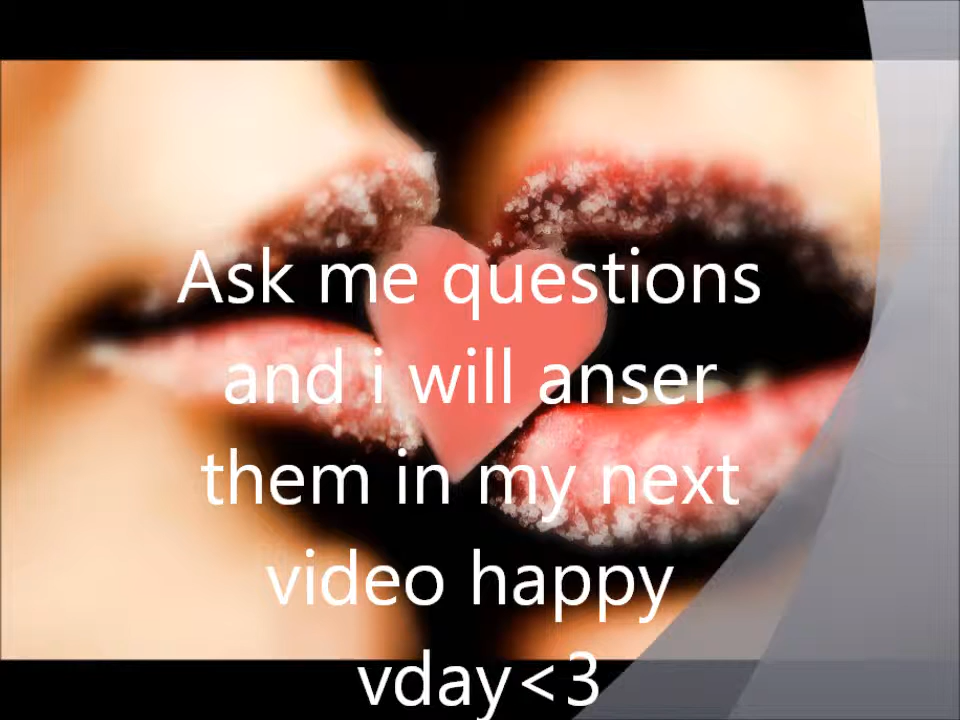 Ask me questions
and i will anser
them in my next
video happy
vday<3